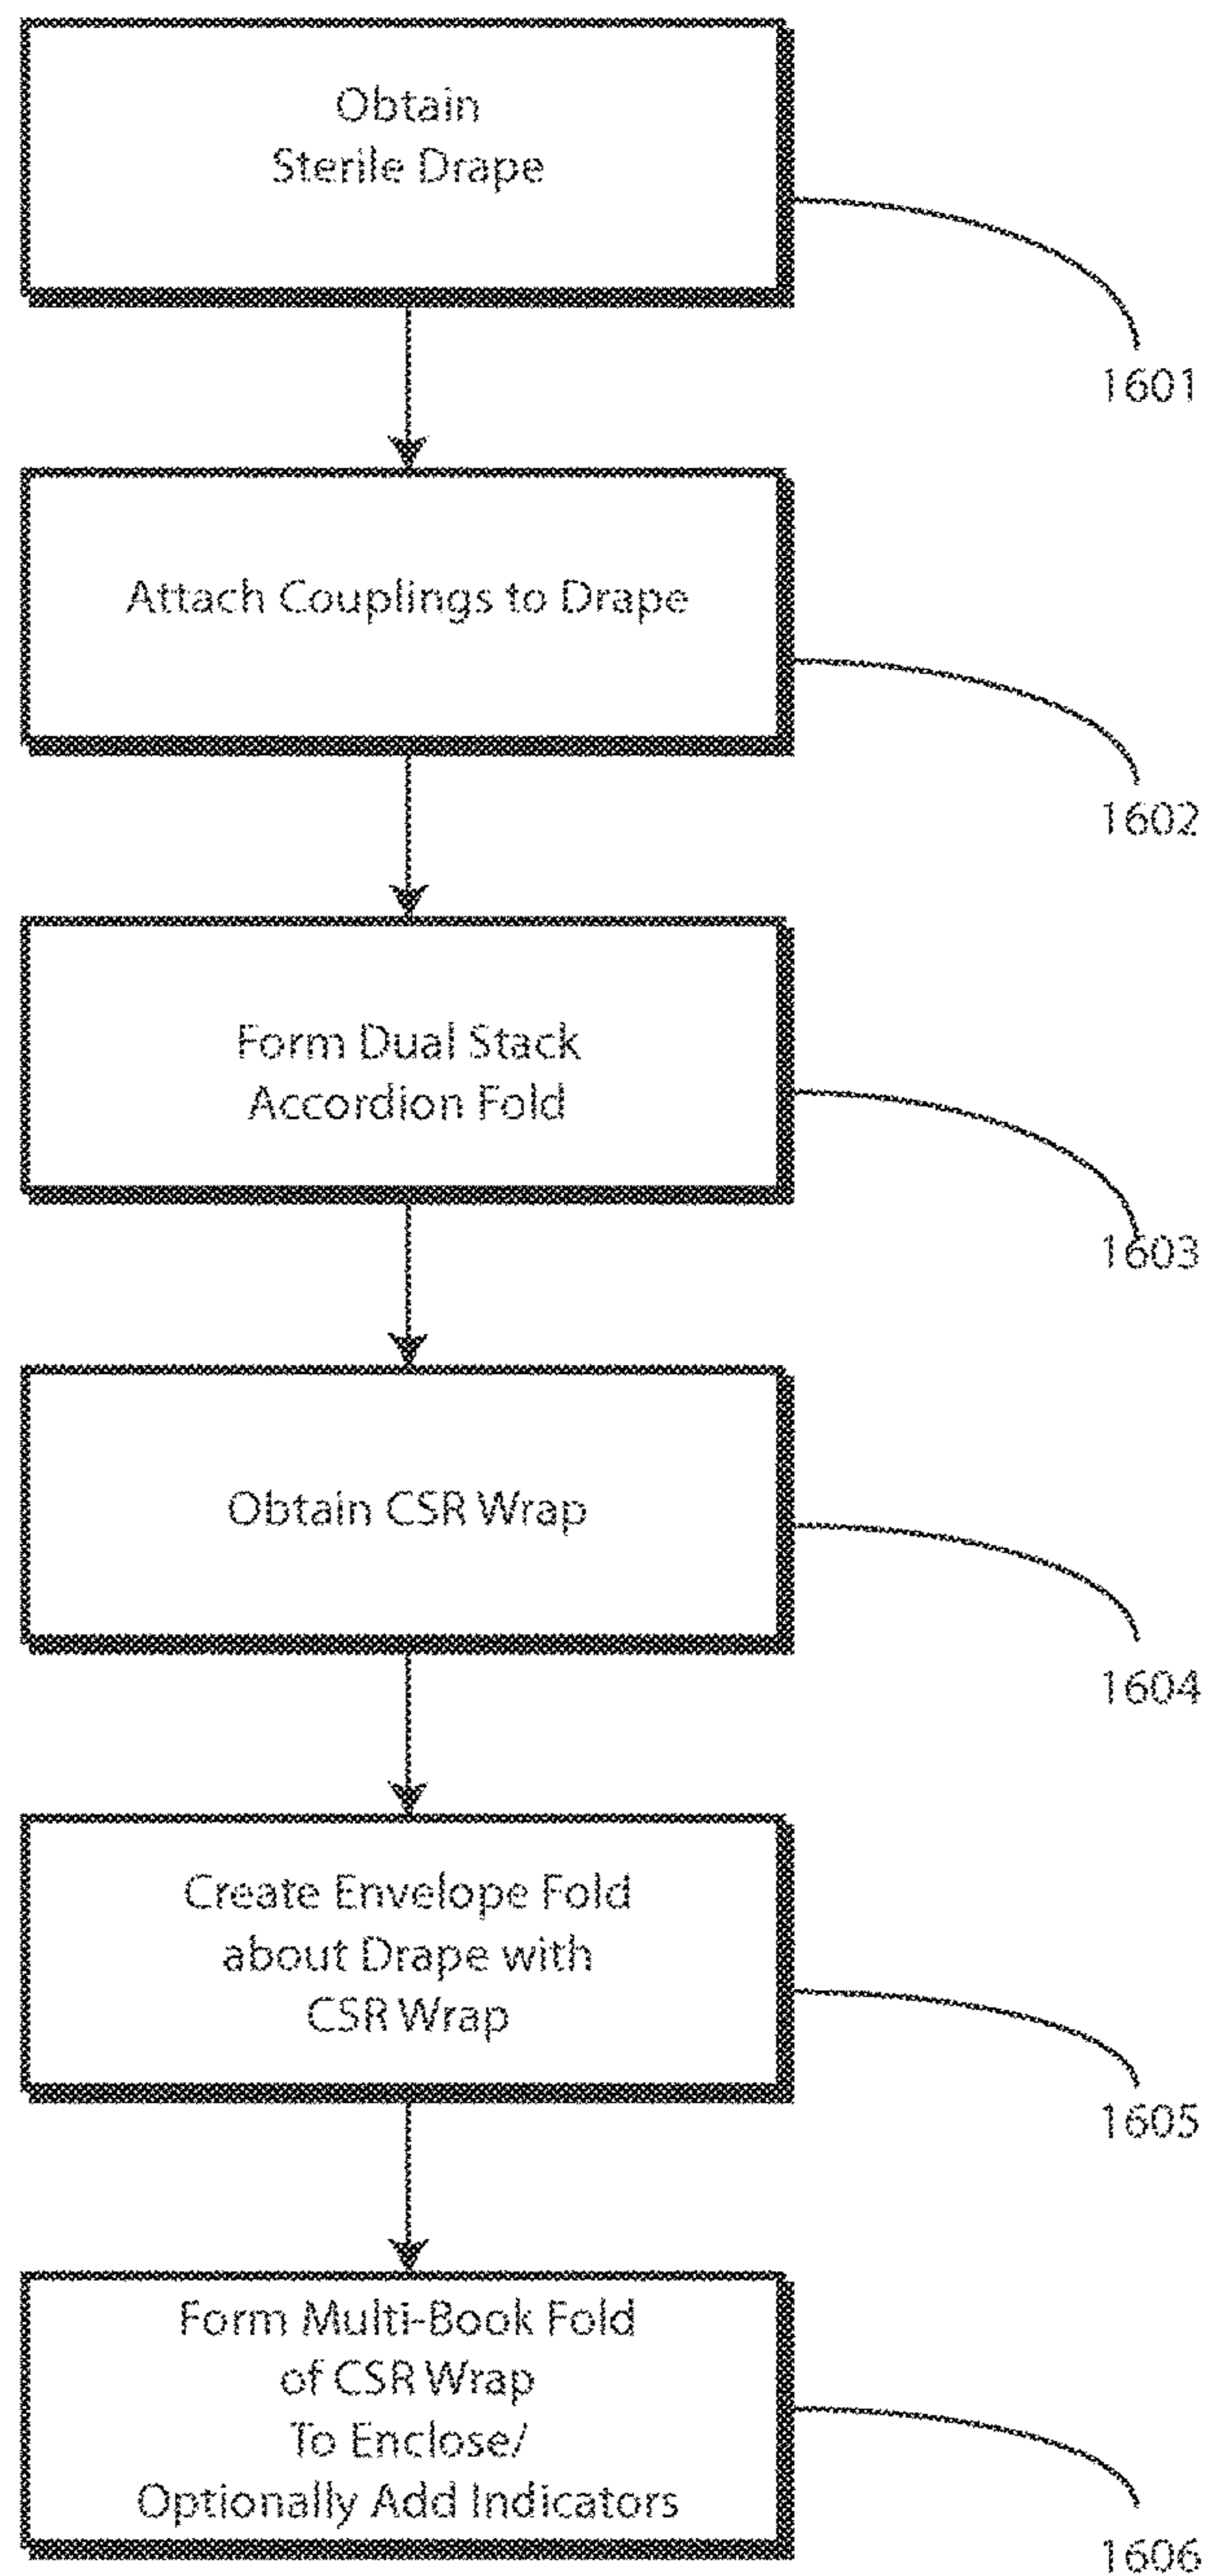 Obtain
Sterile Drape
1601
Attach Couplings to Drape
1602
Form Dual Stack
Accordion Fold
1603
Obtain CSR Wrap
1604
Create Envelope Fold
about Drape with
CSR Wrap
1605
Form Multi-Book Fold
of CSR Wrap
To Enclose/
Optionally Add Indicators
1606